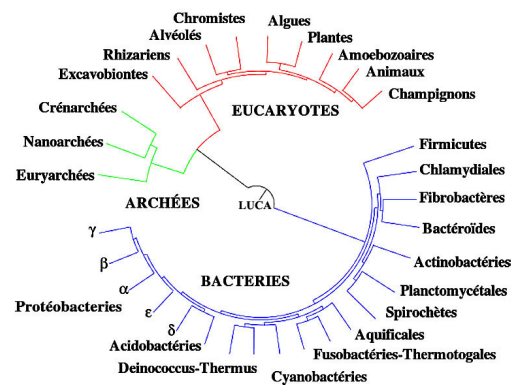 Chromistes
Algues
Alvéolés
Plantes
Rhizariens
Amoebozoaires
Excavobiontes
Animaux
Champignons
EUCARYOTES
Crénarchées
Nanoarchées
Euryarchées
ARCHÉES
LUCA
Firmicutes
Chlamydiales
Fibrobactères
Bactéroïdes
Actinobactéries
Planctomycétales
Spirochètes
Aquificales
Fusobactéries-Thermotogales
Cyanobactéries
Deinococcus-Thermus
Acidobactéries
BACTERIES
γ
β
α
Protéobacteries
ε
δ